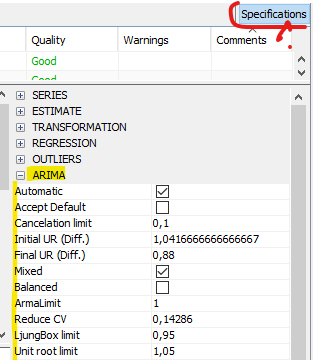 Specifications
Quality Warnings Comments
Good
Good
SERIES
ESTIMATE
TRANSFORMATION
REGRESSION
OUTLIERS
ARIMA
Automatic
Accept Default
Cancelation limit 0,1
Initial UR (Diff.) 1,0416666666666667
Final UR (Diff.) 0,88
Mixed
Balanced
ArmaLimit 1
Reduce CV 0,14286
LjungBox limit 0,95
Unit root limit 1,05